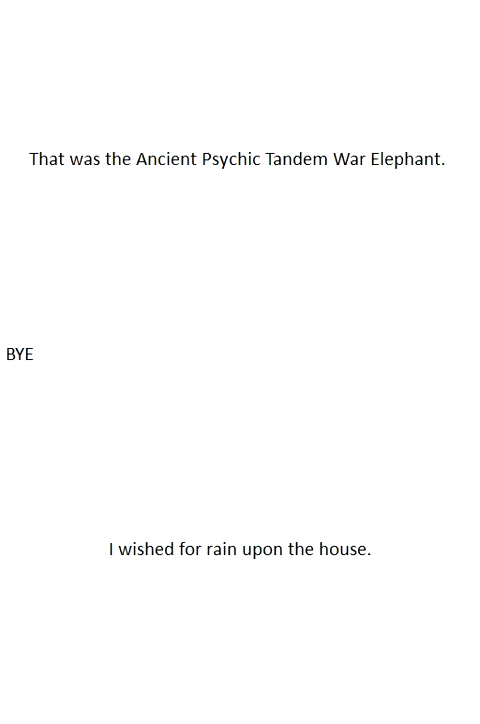 That was the Ancient Psychic Tandem War Elephant.
BYE
I wished for rain upon the house.